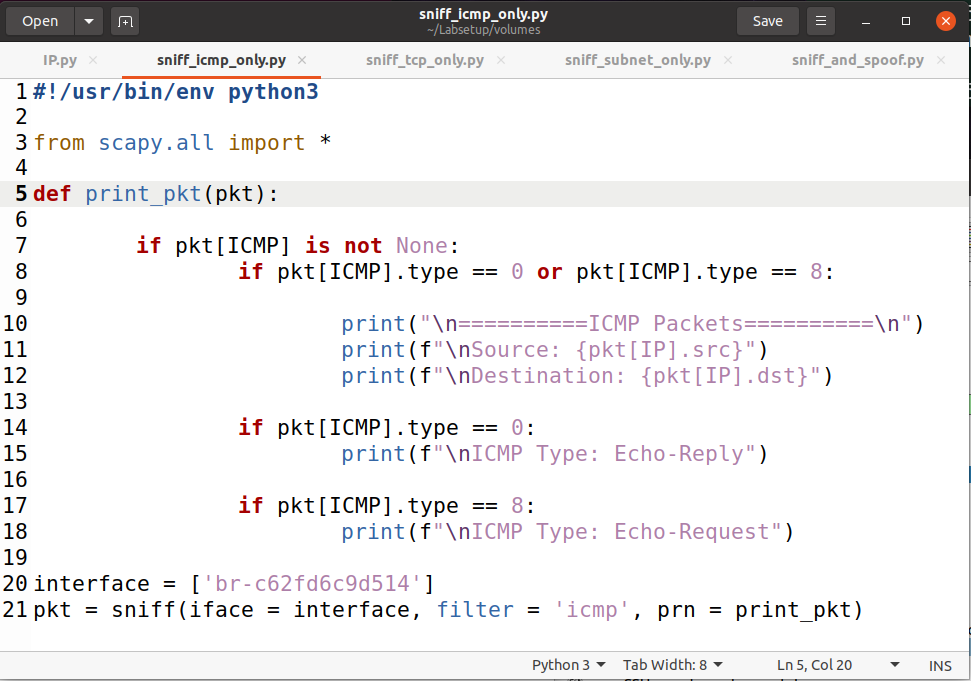 Open
sniff_icmp_only.py
~/Labsetup/volumes
Save
IP.py × sniff_icmp_only.py × sniff_tcp_only.py × sniff_subnet_only.py × sniff_and_spoof.py ×
1 #!/usr/bin/env python3
2
3 from scapy.all import *
4
5 def print_pkt(pkt):
6
7         if pkt[ICMP] is not None:
8                 if pkt[ICMP].type == 0 or pkt[ICMP].type == 8:
9
10                         print("\n==========ICMP Packets==========\n")
11                         print(f"\nSource: {pkt[IP].src}")
12                         print(f"\nDestination: {pkt[IP].dst}")
13
14                 if pkt[ICMP].type == 0:
15                         print(f"\nICMP Type: Echo-Reply")
16
17                 if pkt[ICMP].type == 8:
18                         print(f"\nICMP Type: Echo-Request")
19
20 interface = ['br-c62fd6c9d514']
21 pkt = sniff(iface = interface, filter = 'icmp', prn = print_pkt)
Python 3 Tab Width: 8 Ln 5, Col 20 INS